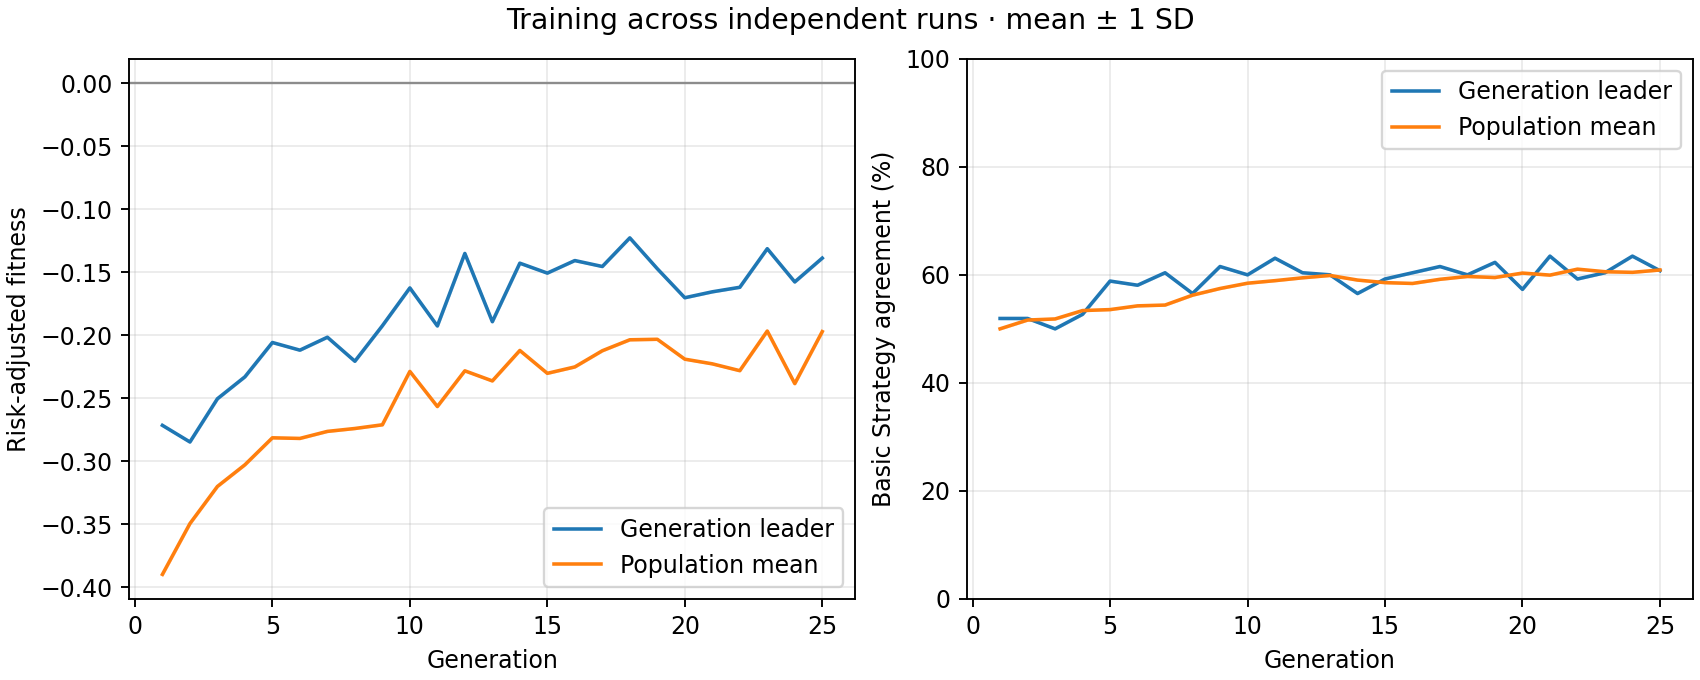 Training across independent runs · mean ± 1 SD
Risk-adjusted fitness
0.00
−0.05
−0.10
−0.15
−0.20
−0.25
−0.30
−0.35
−0.40
Generation leader
Population mean
0 5 10 15 20 25
Generation
Basic Strategy agreement (%)
100
80
60
40
20
0
Generation leader
Population mean
0 5 10 15 20 25
Generation